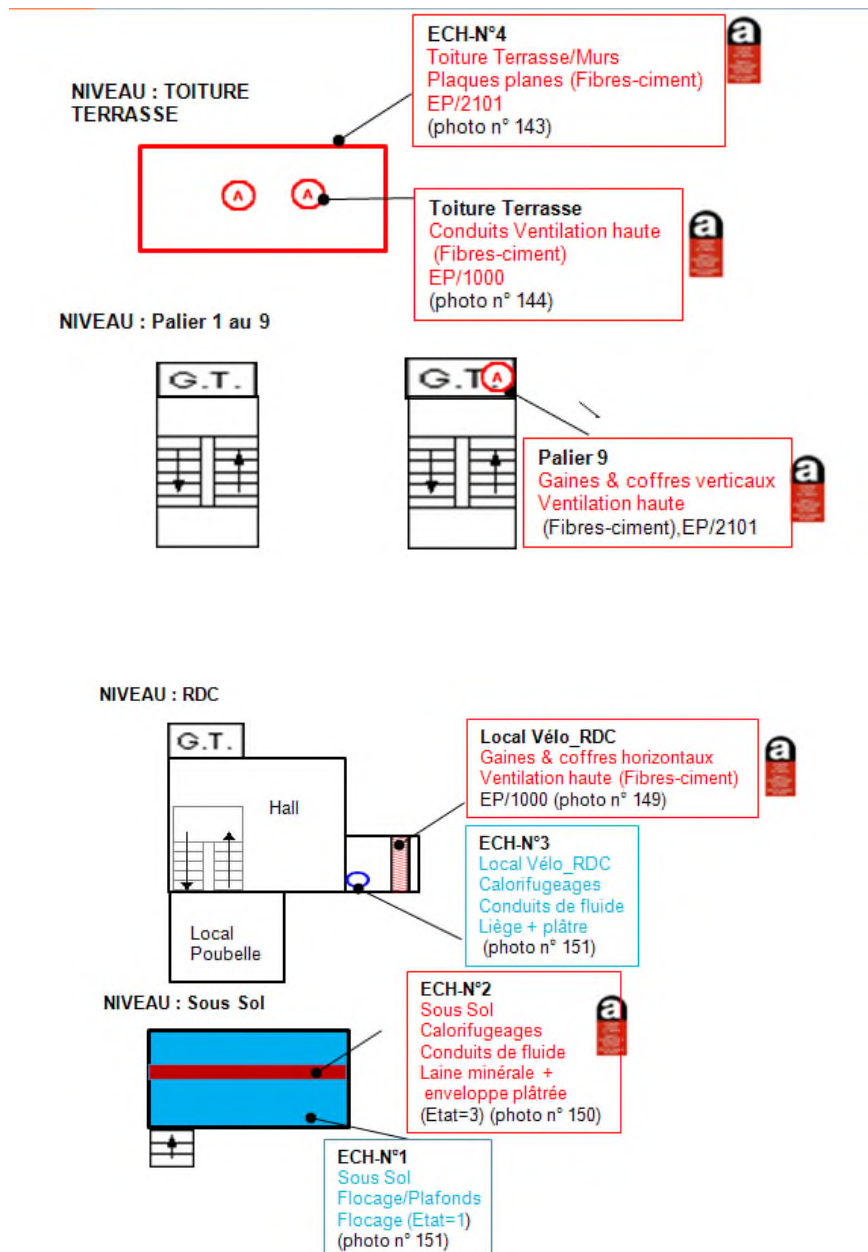 ECH-N°4
Toiture Terrasse/Murs
Plaques planes (Fibres-ciment)
EP/2101
(photo n° 143)
NIVEAU : TOITURE
TERRASSE
A
A
Toiture Terrasse
Conduits Ventilation haute
(Fibres-ciment)
EP/1000
(photo n° 144)
NIVEAU : Palier 1 au 9
G.T.
G.T.
A
Palier 9
Gaines & coffres verticaux
Ventilation haute
(Fibres-ciment),EP/2101
NIVEAU : RDC
G.T.
Hall
Local Vélo_RDC
Gaines & coffres horizontaux
Ventilation haute (Fibres-ciment)
EP/1000 (photo n° 149)
ECH-N°3
Local Vélo_RDC
Calorifugeages
Conduits de fluide
Liège + plâtre
(photo n° 151)
Local
Poubelle
NIVEAU : Sous Sol
ECH-N°2
Sous Sol
Calorifugeages
Conduits de fluide
Laine minérale +
enveloppe plâtrée
(Etat=3) (photo n° 150)
ECH-N°1
Sous Sol
Flocage/Plafonds
Flocage (Etat=1)
(photo n° 151)
a
a
a
a
a